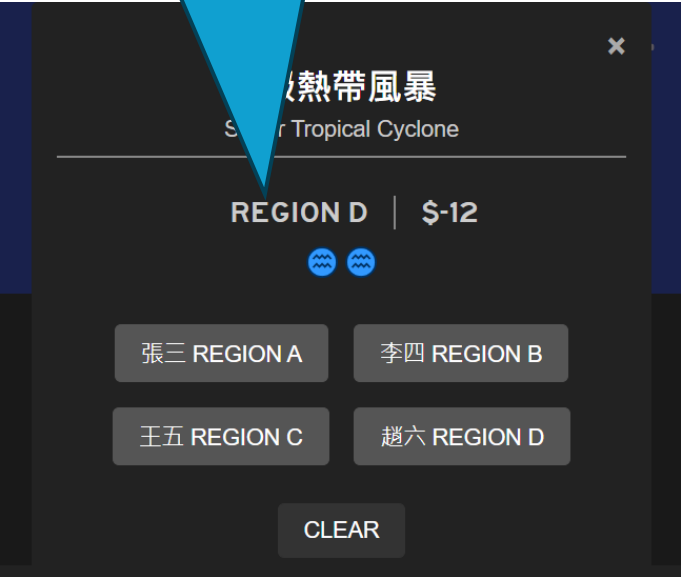 ×
熱帶風暴
Tropical Cyclone
REGION D | $-12
張三 REGION A
李四 REGION B
王五 REGION C
趙六 REGION D
CLEAR